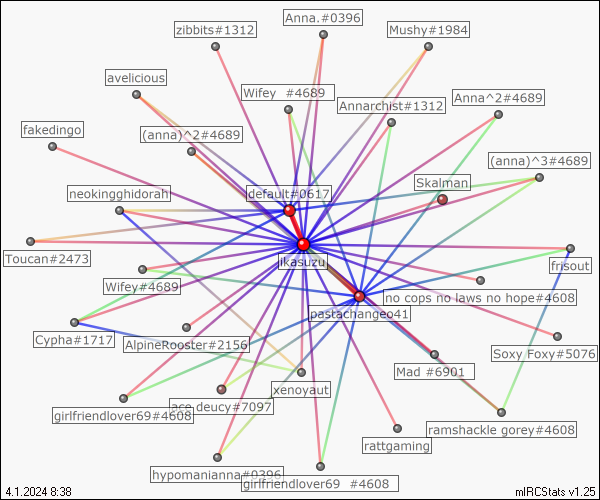 zibbits#1312
Anna.#0396
Mushy#1984
avelicious
Wifey  #4689
Annarchist#1312
Anna^2#4689
fakedingo
(anna)^2#4689
(anna)^3#4689
neokingghidorah
default#0617
Skalman
Toucan#2473
ikasuzu
frisout
Wifey#4689
no cops no laws no hope#4608
pastachangeo41
Cypha#1717
AlpineRooster#2156
Soxy Foxy#5076
Mad #6901
xenoyaut
ace deucy#7097
girlfriendlover69#4608
ramshackle gorey#4608
rattgaming
hypomanianna#0396
girlfriendlover69  #4608
4.1.2024 8:38
mIRCStats v1.25